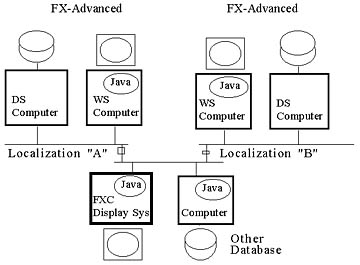 FX-Advanced
FX-Advanced
DS
Computer
Java
WS
Computer
Java
WS
Computer
DS
Computer
Localization "A"
Localization "B"
Java
FXC
Display Sys
Java
Computer
Other
Database